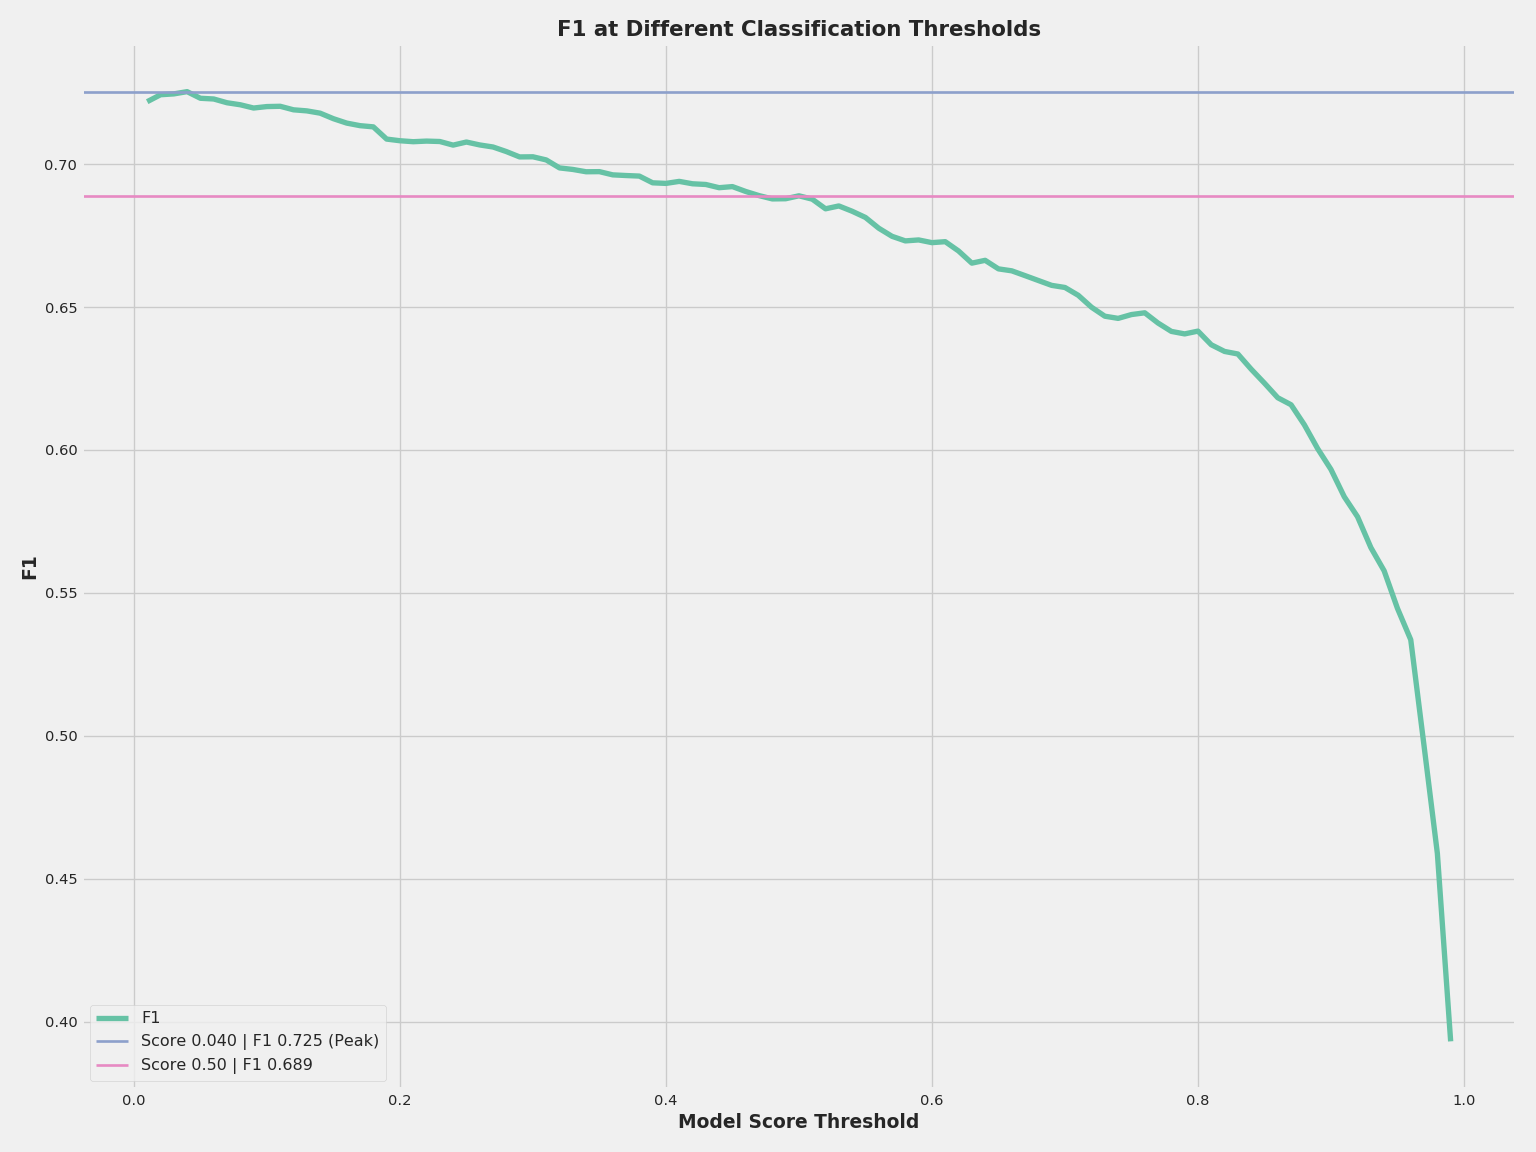 F1 at Different Classification Thresholds
F1
0.70
0.65
0.60
0.55
0.50
0.45
0.40
F1
Score 0.040 | F1 0.725 (Peak)
Score 0.50 | F1 0.689
0.0 0.2 0.4 0.6 0.8 1.0
Model Score Threshold